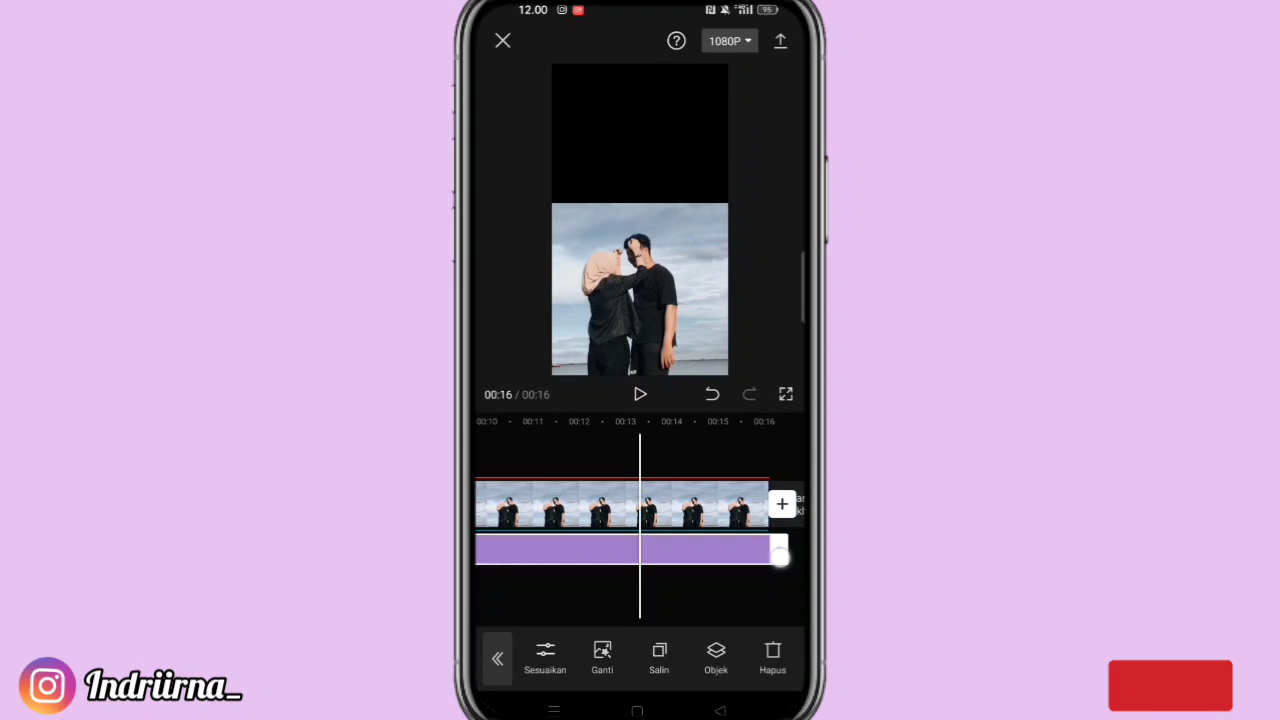 12.00
95
1080P
00:16 / 00:16
00:10 00:11 00:12 00:13 00:14 00:15 00:16
Sesuaikan Ganti Salin Objek Hapus
Indriirna_